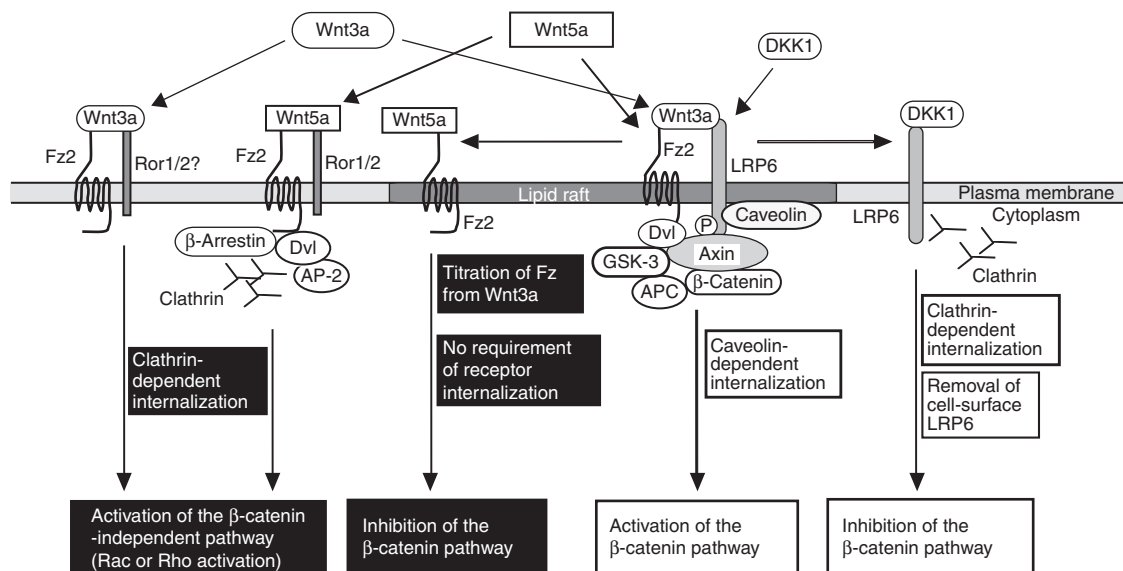 Wnt3a
Wnt5a
DKK1
Wnt3a
Wnt5a
Wnt5a
Wnt3a
DKK1
Fz2
Ror1/2?
Fz2
Ror1/2
Fz2
LRP6
Lipid raft
Plasma membrane
Fz2
P
Caveolin
LRP6
Cytoplasm
β-Arrestin
Dvl
AP-2
Clathrin
Dvl
Axin
GSK-3
APC
β-Catenin
Clathrin
Titration of Fz
from Wnt3a
Clathrin-
dependent
internalization
No requirement
of receptor
internalization
Caveolin-
dependent
internalization
Clathrin-
dependent
internalization
Removal of
cell-surface
LRP6
Activation of the β-catenin
-independent pathway
(Rac or Rho activation)
Inhibition of the
β-catenin pathway
Activation of the
β-catenin pathway
Inhibition of the
β-catenin pathway